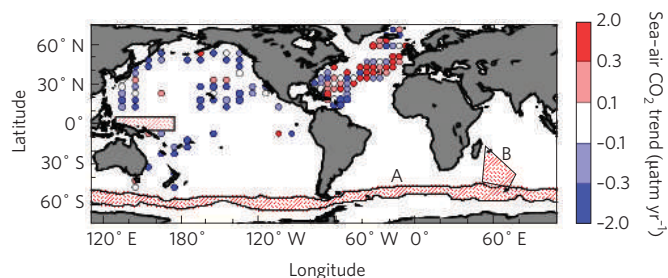 60° N
30° N
0°
30° S
60° S
Latitude
120° E
180°
120° W
60° W
0°
60° E
Longitude
A
B
2.0
0.3
0.1
–0.1
–0.3
–2.0
Sea–air CO₂ trend (µatm yr⁻¹)